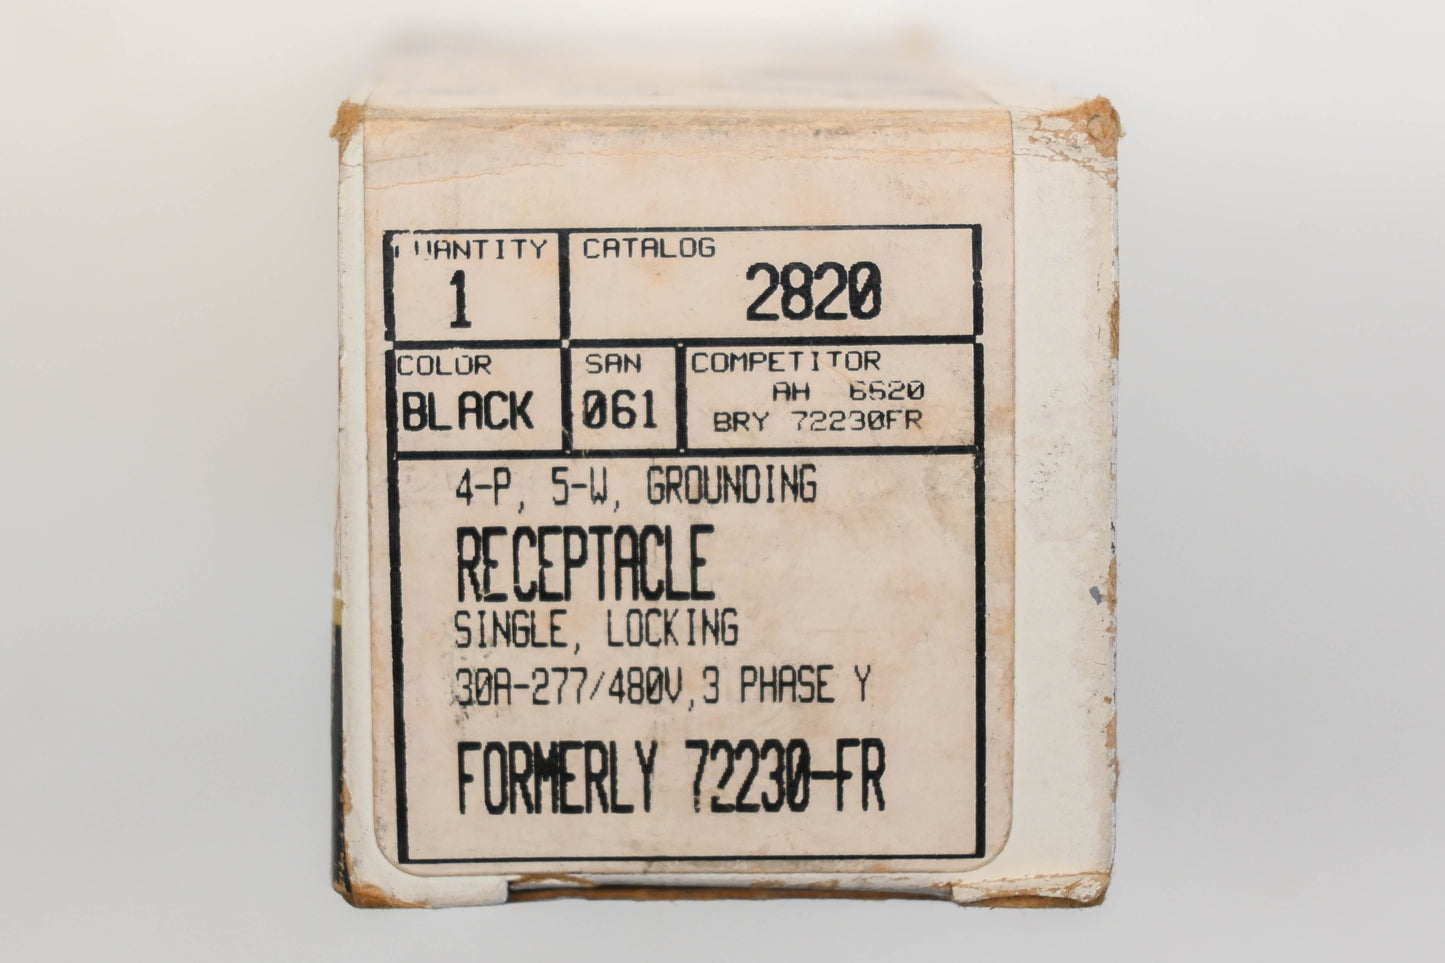 QUANTITY
1
CATALOG
2820
COLOR
BLACK
SAN
061
COMPETITOR
AH 6520
BRY 72230FR
4-P, 5-W, GROUNDING
RECEPTACLE
SINGLE, LOCKING
30A-277/480V,3 PHASE Y
FORMERLY 72230-FR